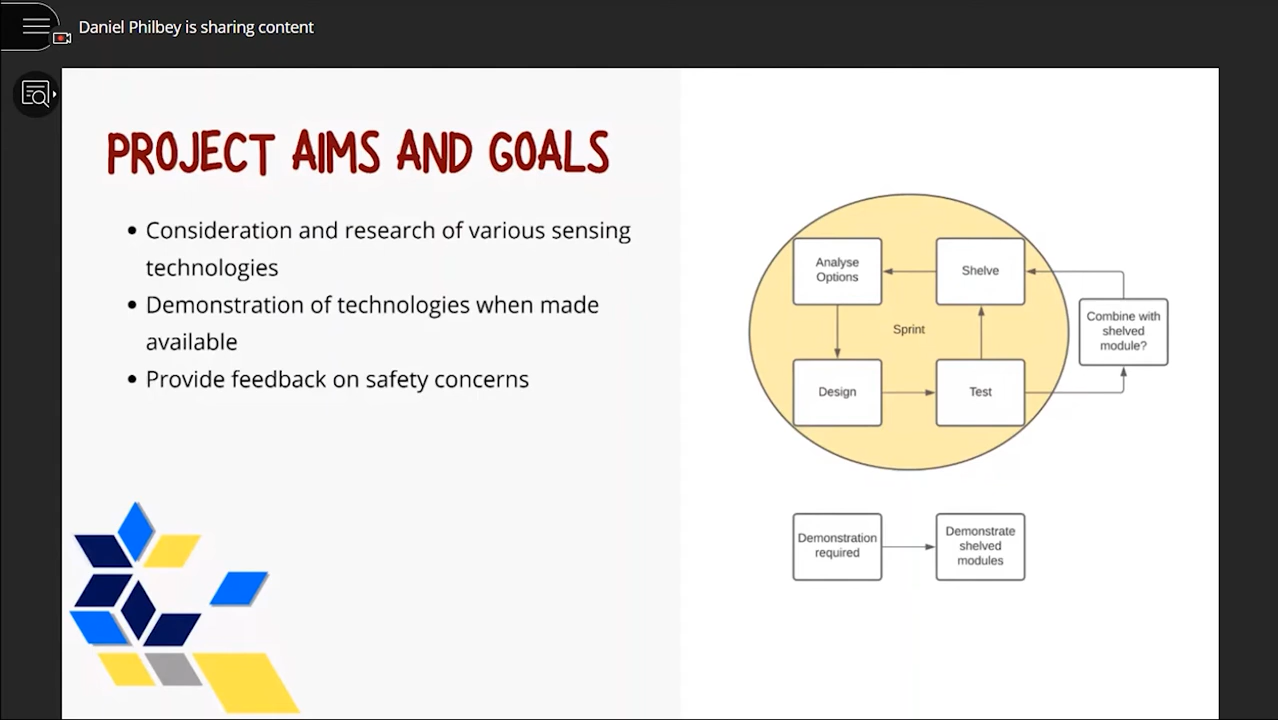 Daniel Philbey is sharing content
PROJECT AIMS AND GOALS
• Consideration and research of various sensing
technologies
• Demonstration of technologies when made
available
• Provide feedback on safety concerns
Analyse
Options
Shelve
Sprint
Combine with
shelved
module?
Design
Test
Demonstration
required
Demonstrate
shelved
modules